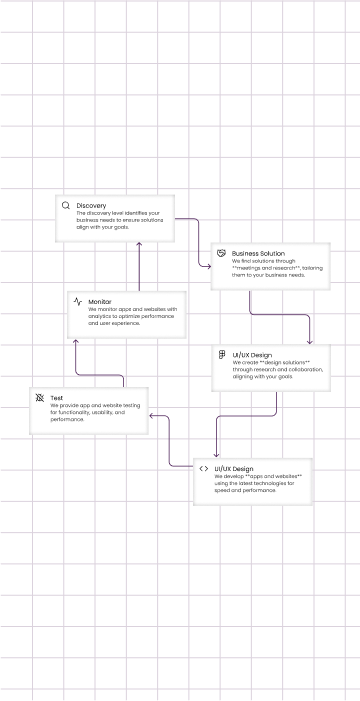 Discovery
The discovery level identifies your
business needs to ensure solutions
align with your goals.
Business Solution
We find solutions through
**meetings and research**, tailoring
them to your business needs.
Monitor
We monitor apps and websites with
analytics to optimize performance
and user experience.
UI/UX Design
We create **design solutions**
through research and collaboration,
aligning with your goals
Test
We provide app and website testing
for functionality, usability, and
performance.
UI/UX Design
We develop **apps and websites**
using the latest technologies for
speed and performance.